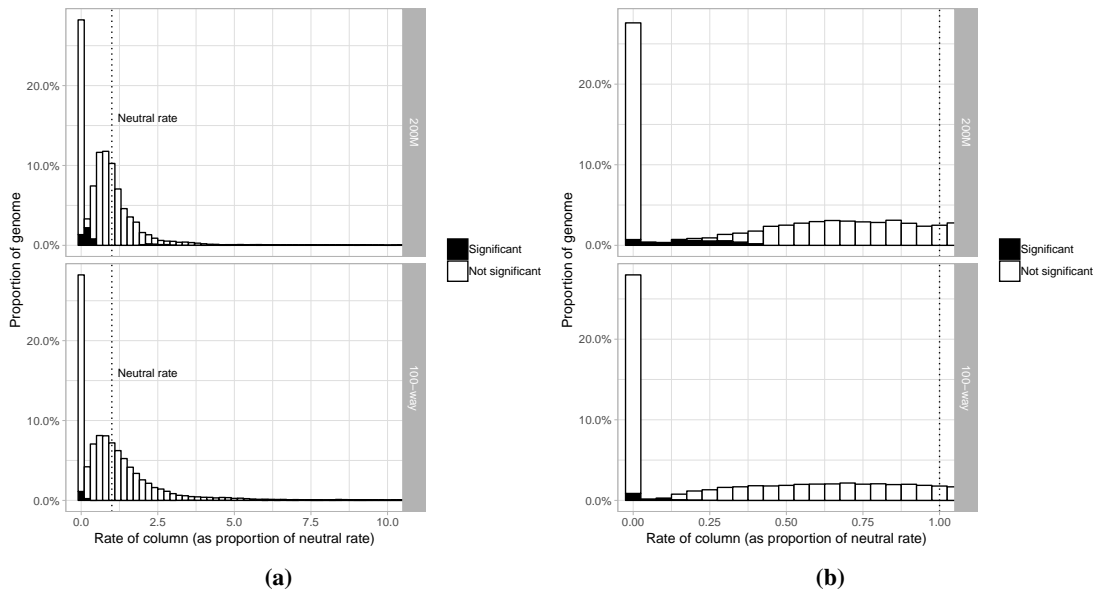 Proportion of genome
20.0%
10.0%
0.0%
Neutral rate
200M
20.0%
10.0%
0.0%
Neutral rate
100−way
0.0 2.5 5.0 7.5 10.0
Rate of column (as proportion of neutral rate)
Significant
Not significant
(a)
Proportion of genome
20.0%
10.0%
0.0%
200M
20.0%
10.0%
0.0%
100−way
0.00 0.25 0.50 0.75 1.00
Rate of column (as proportion of neutral rate)
Significant
Not significant
(b)